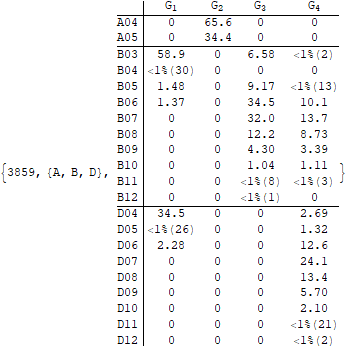 G1 G2 G3 G4
A04 0 65.6 0 0
A05 0 34.4 0 0
B03 58.9 0 6.58 <1%(2)
B04 <1%(30) 0 0 0
B05 1.48 0 9.17 <1%(13)
B06 1.37 0 34.5 10.1
B07 0 0 32.0 13.7
B08 0 0 12.2 8.73
B09 0 0 4.30 3.39
{3859, {A, B, D}, B10 0 0 1.04 1.11 }
B11 0 0 <1%(8) <1%(3)
B12 0 0 <1%(1) 0
D04 34.5 0 0 2.69
D05 <1%(26) 0 0 1.32
D06 2.28 0 0 12.6
D07 0 0 0 24.1
D08 0 0 0 13.4
D09 0 0 0 5.70
D10 0 0 0 2.10
D11 0 0 0 <1%(21)
D12 0 0 0 <1%(2)